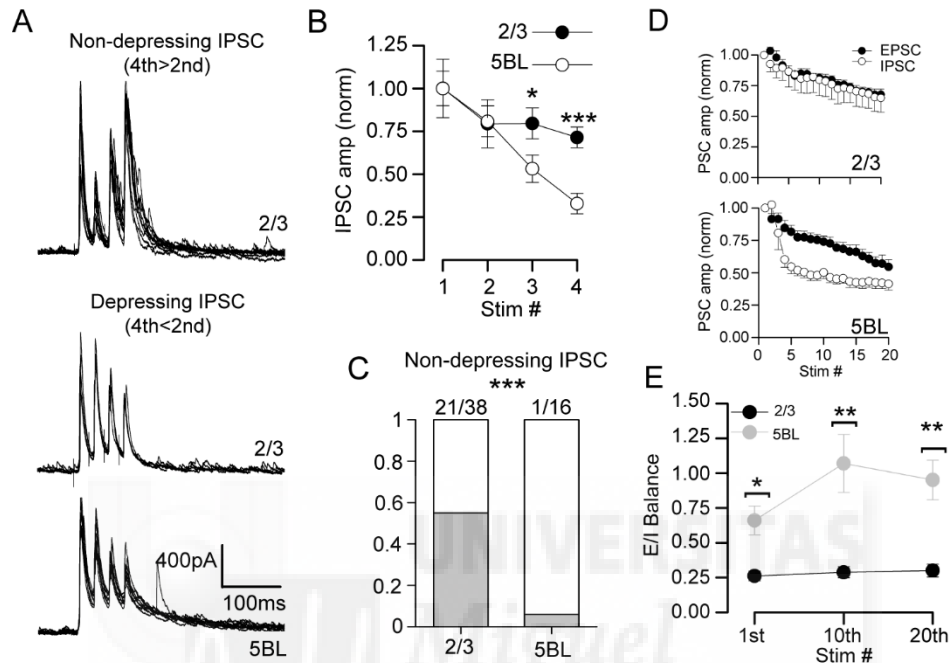 A
Non-depressing IPSC
(4th>2nd)
2/3
Depressing IPSC
(4th<2nd)
2/3
400pA
100ms
5BL
B
2/3
5BL
IPSC amp (norm)
1.25
1.00
0.75
0.50
0.25
0.00
*
***
1 2 3 4
Stim #
C
Non-depressing IPSC
***
21/38 1/16
1
0.8
0.6
0.4
0.2
0
2/3 5BL
D
EPSC
IPSC
PSC amp (norm)
1.00
0.75
0.50
0.25
1.00
2/3
PSC amp (norm)
1.00
0.75
0.50
0.25
1.00
5BL
0 5 10 15 20
Stim #
E
2/3
5BL
E/I Balance
1.50
1.25
1.00
0.75
0.50
0.25
0.00
*
**
**
1st 10th 20th
Stim #
UNIVERSITAS
Miguel